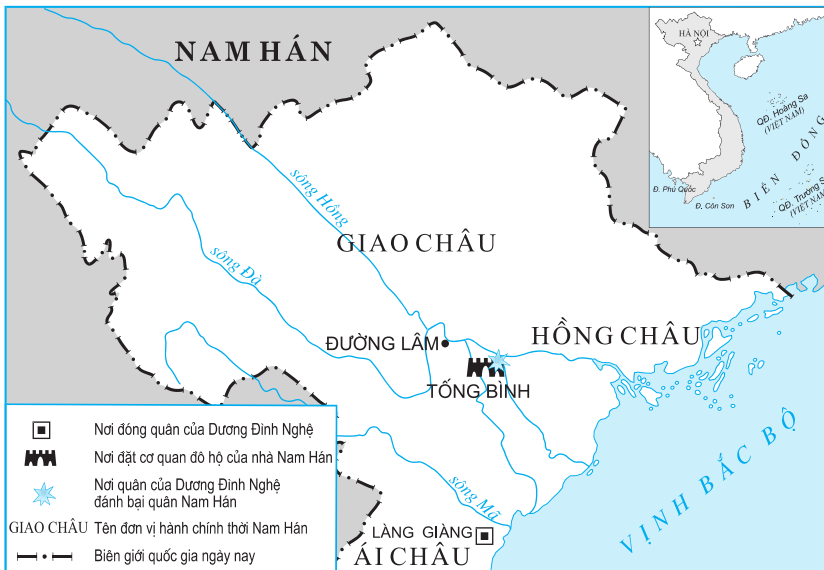 NAM HÁN
HÀ NỘI
QĐ. Hoàng Sa
(VIỆT NAM)
BIỂN ĐÔNG
Đ. Phú Quốc
Đ. Côn Sơn
QĐ. Trường S
(VIỆT NAM
sông Hồng
GIAO CHÂU
sông Đà
ĐƯỜNG LÂM
HỒNG CHÂU
TỐNG BÌNH
VỊNH BẮC BỘ
sông Mã
LÀNG GIÀNG
ÁI CHÂU
Nơi đóng quân của Dương Đình Nghệ
Nơi đặt cơ quan đô hộ của nhà Nam Hán
Nơi quân của Dương Đình Nghệ
đánh bại quân Nam Hán
GIAO CHÂU Tên đơn vị hành chính thời Nam Hán
Biên giới quốc gia ngày nay